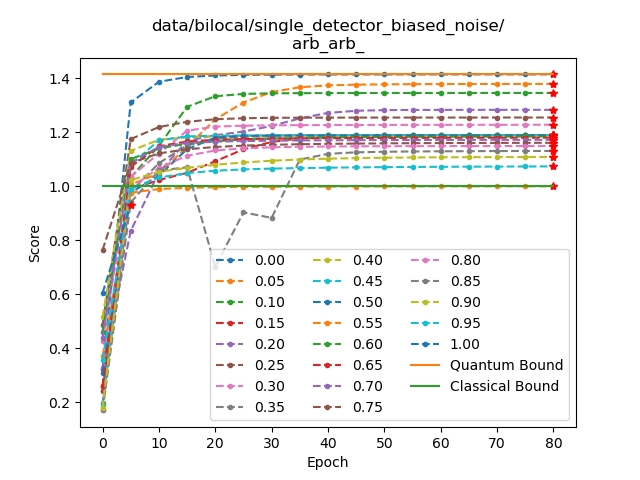 data/bilocal/single_detector_biased_noise/
arb_arb_
Score
1.4
1.2
1.0
0.8
0.6
0.4
0.2
0.00 0.40 0.80
0.05 0.45 0.85
0.10 0.50 0.90
0.15 0.55 0.95
0.20 0.60 1.00
0.25 0.65 Quantum Bound
0.30 0.70 Classical Bound
0.35 0.75
0 10 20 30 40 50 60 70 80
Epoch